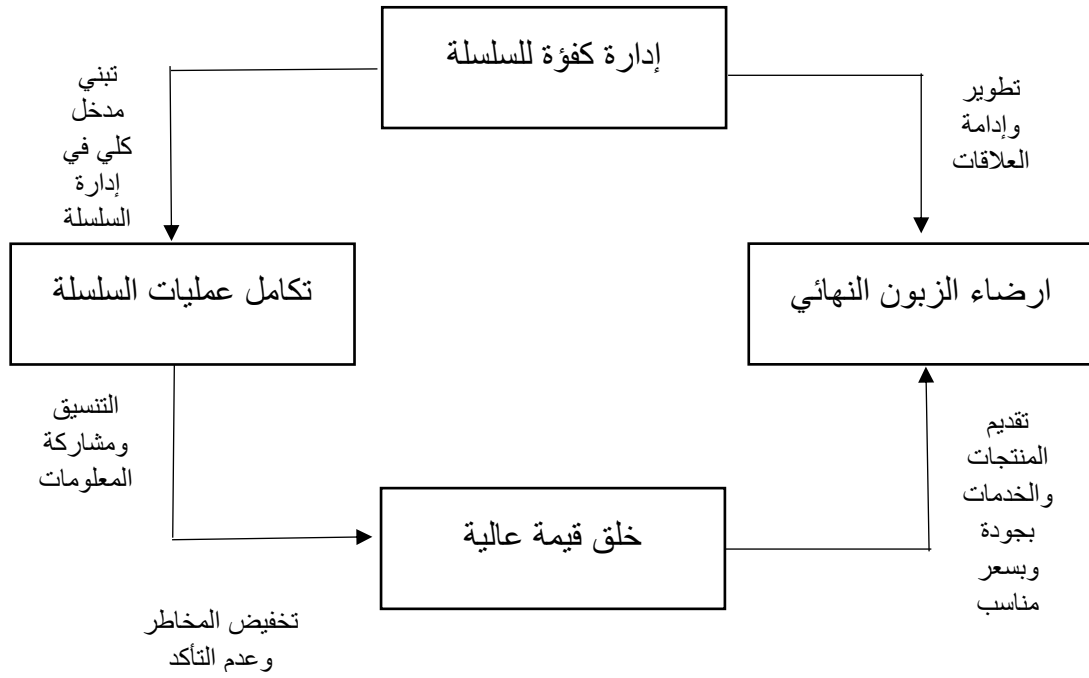 إدارة كفؤة للسلسلة
تبني
مدخل
كلي في
إدارة
السلسلة
تطوير
وإدامة
العلاقات
تكامل عمليات السلسلة
ارضاء الزبون النهائي
التنسيق
ومشاركة
المعلومات
تقديم
المنتجات
والخدمات
بجودة
وبسعر
مناسب
خلق قيمة عالية
تخفيض المخاطر
وعدم التأكد